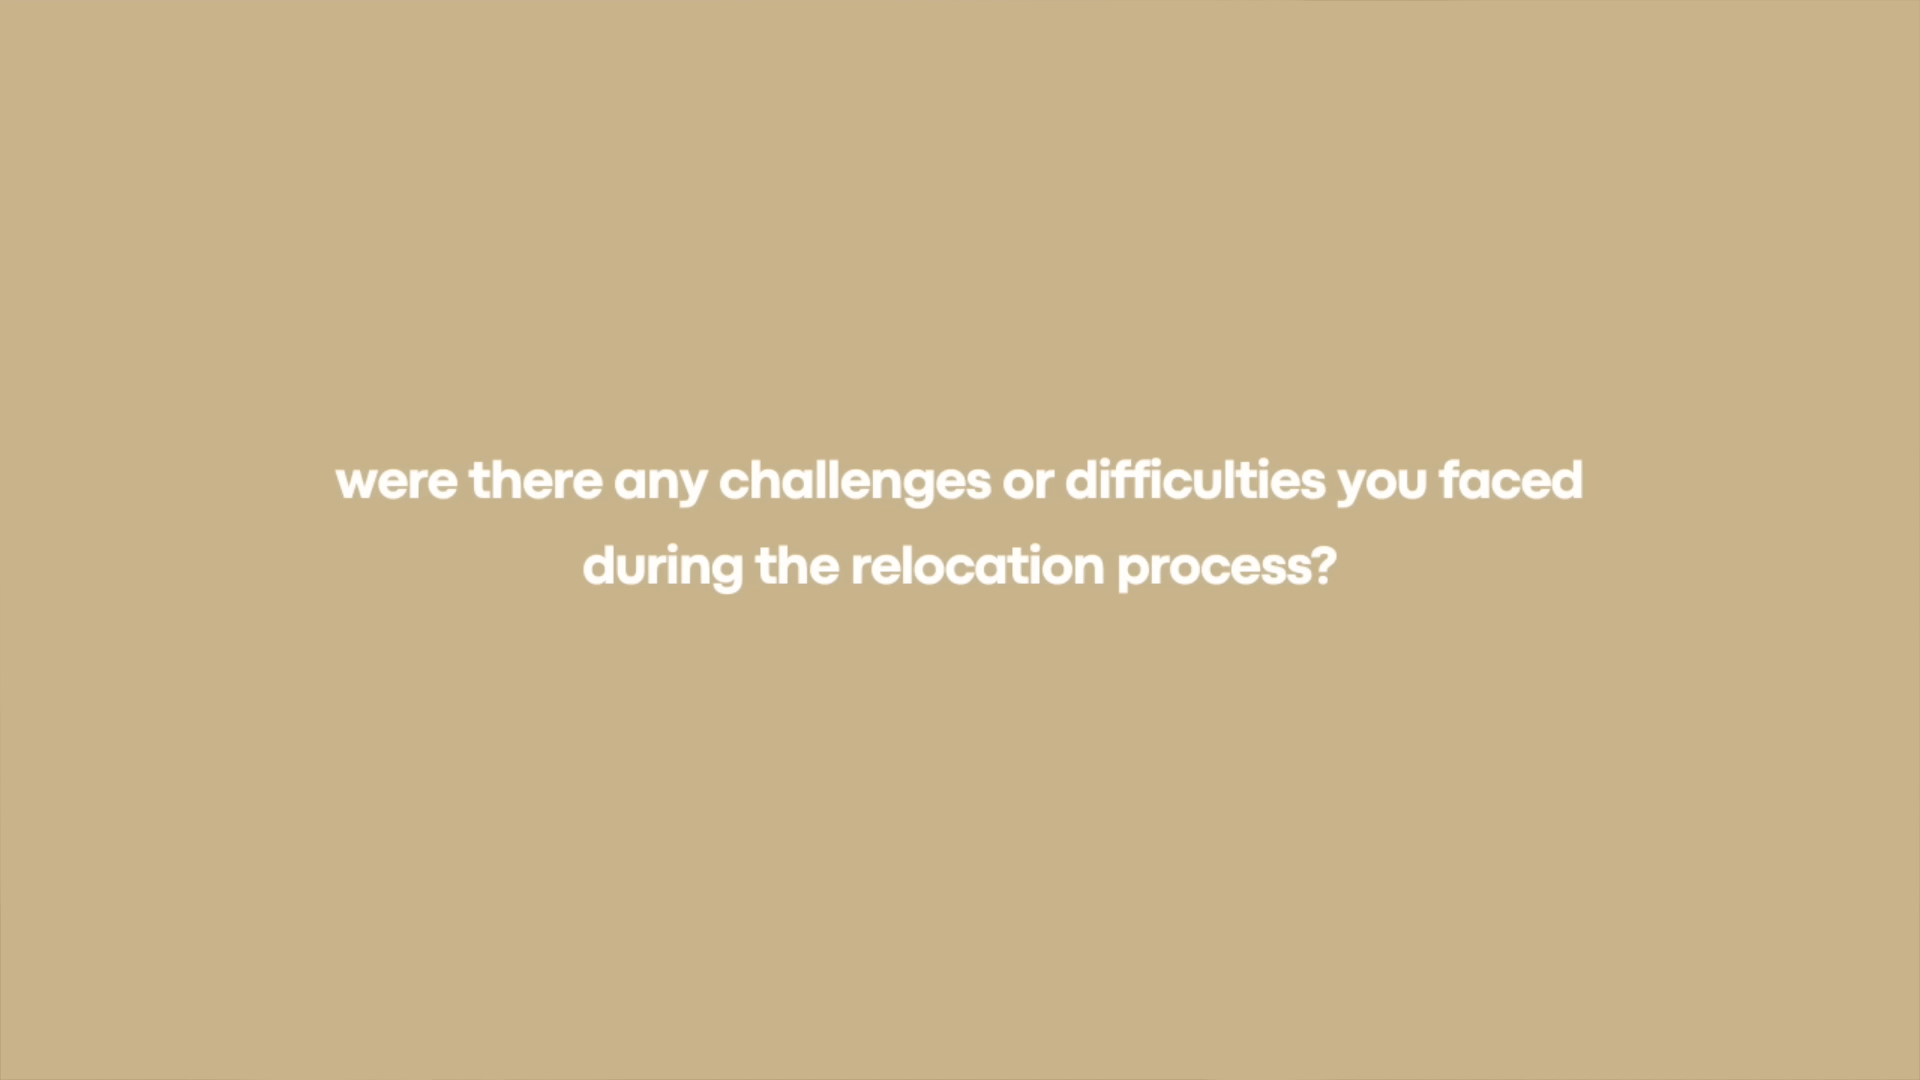 were there any challenges or difficulties you faced
during the relocation process?